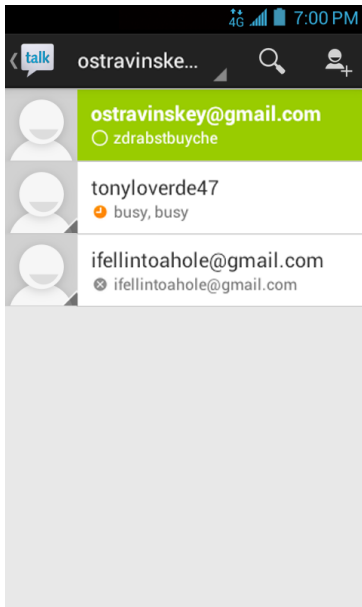 4G 7:00 PM
talk ostravinske...
ostravinskey@gmail.com
zdrabstbuyche
tonyloverde47
busy, busy
ifellintoahole@gmail.com
ifellintoahole@gmail.com